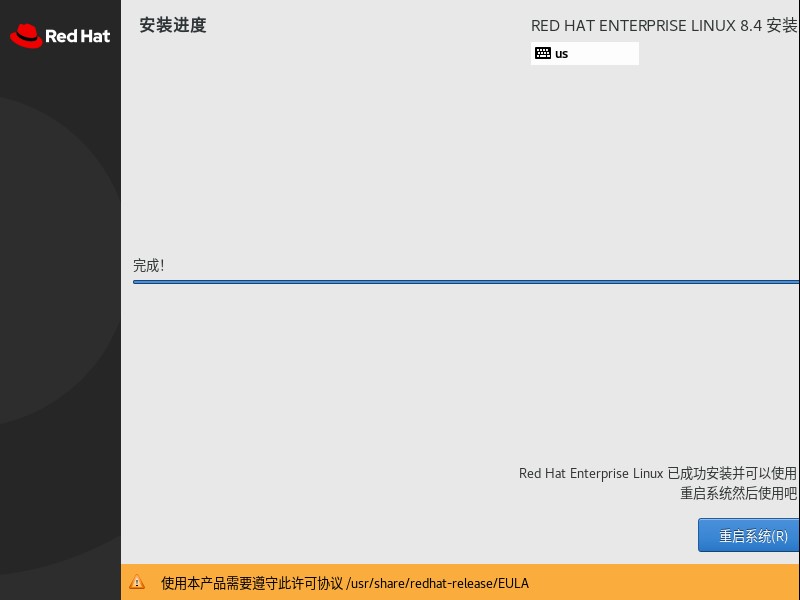 Red Hat
安装进度
RED HAT ENTERPRISE LINUX 8.4 安装
us
完成!
Red Hat Enterprise Linux 已成功安装并可以使用
重启系统然后使用吧
重启系统(R)
使用本产品需要遵守此许可协议 /usr/share/redhat-release/EULA